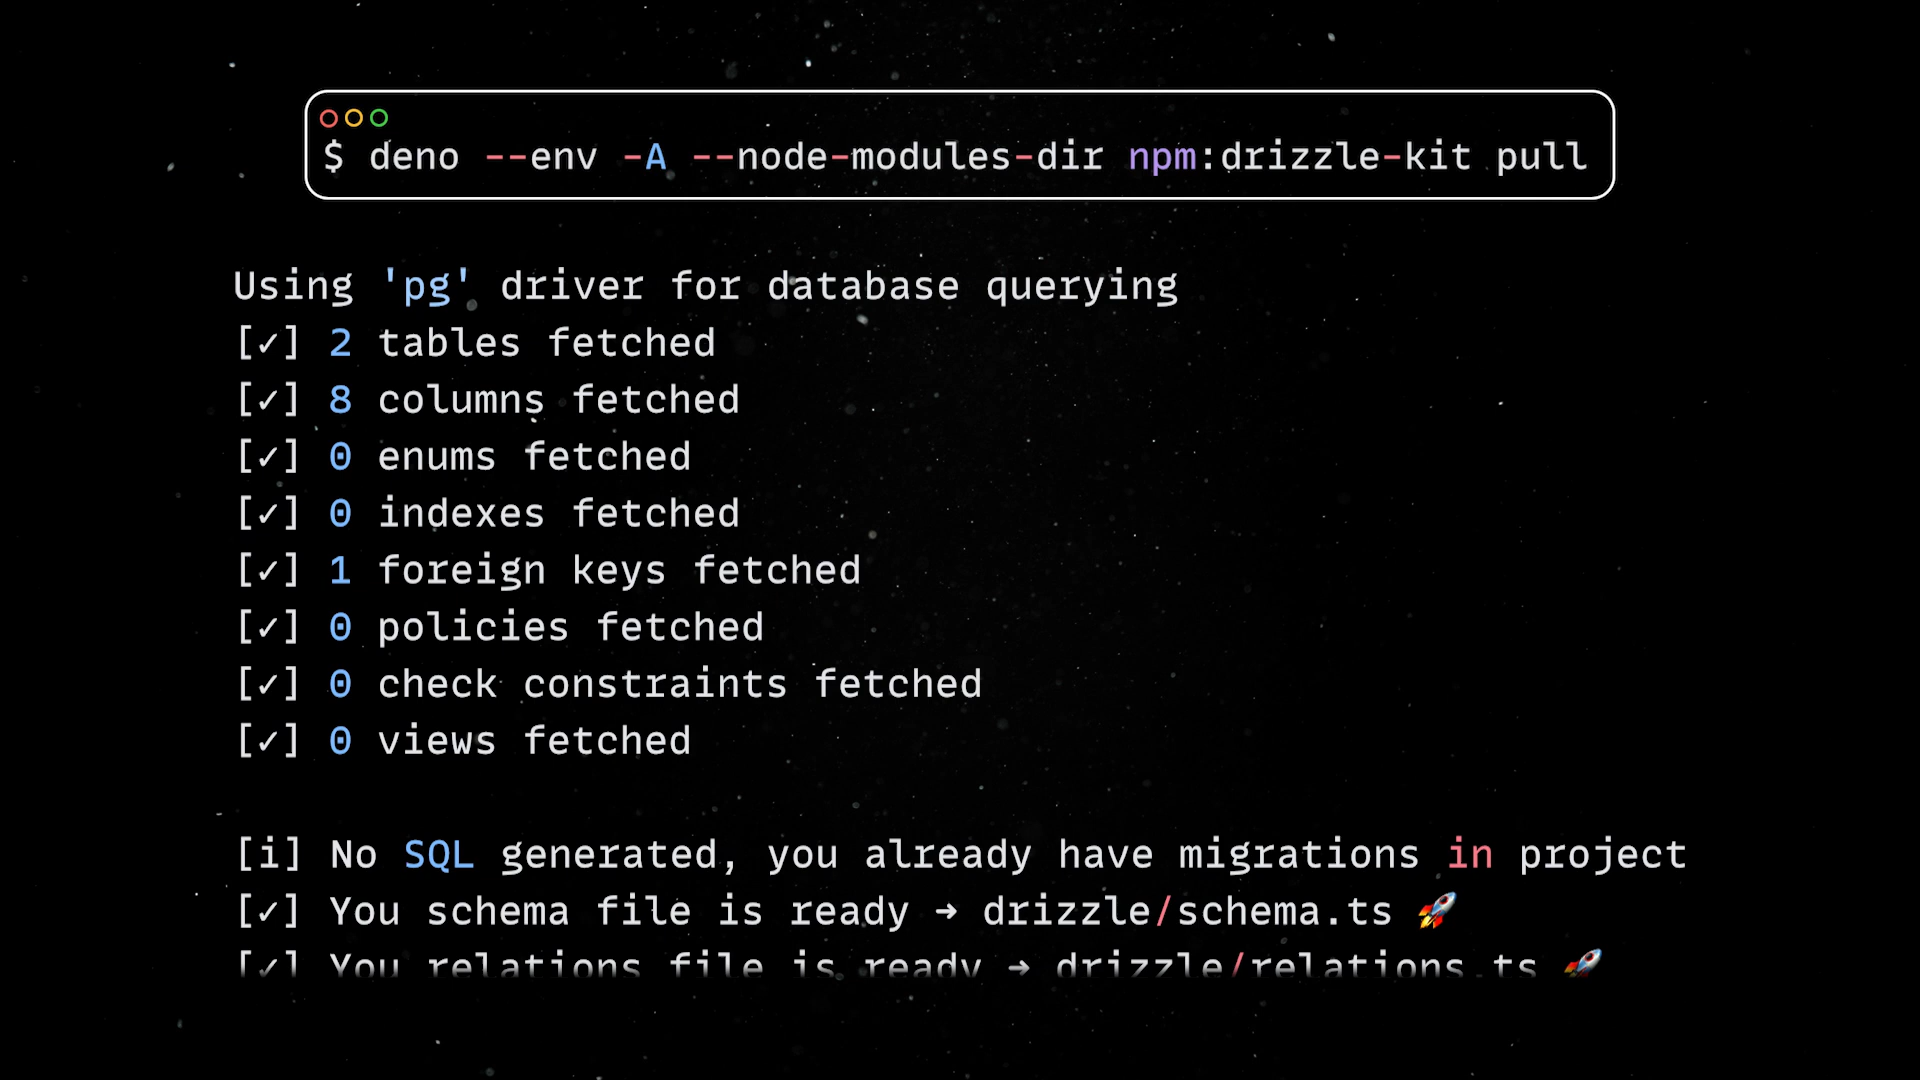 $ deno --env -A --node-modules-dir npm:drizzle-kit pull
Using 'pg' driver for database querying
[✓] 2 tables fetched
[✓] 8 columns fetched
[✓] 0 enums fetched
[✓] 0 indexes fetched
[✓] 1 foreign keys fetched
[✓] 0 policies fetched
[✓] 0 check constraints fetched
[✓] 0 views fetched
[i] No SQL generated, you already have migrations in project
[✓] You schema file is ready → drizzle/schema.ts 🚀
[✓] You relations file is ready → drizzle/relations.ts 🚀